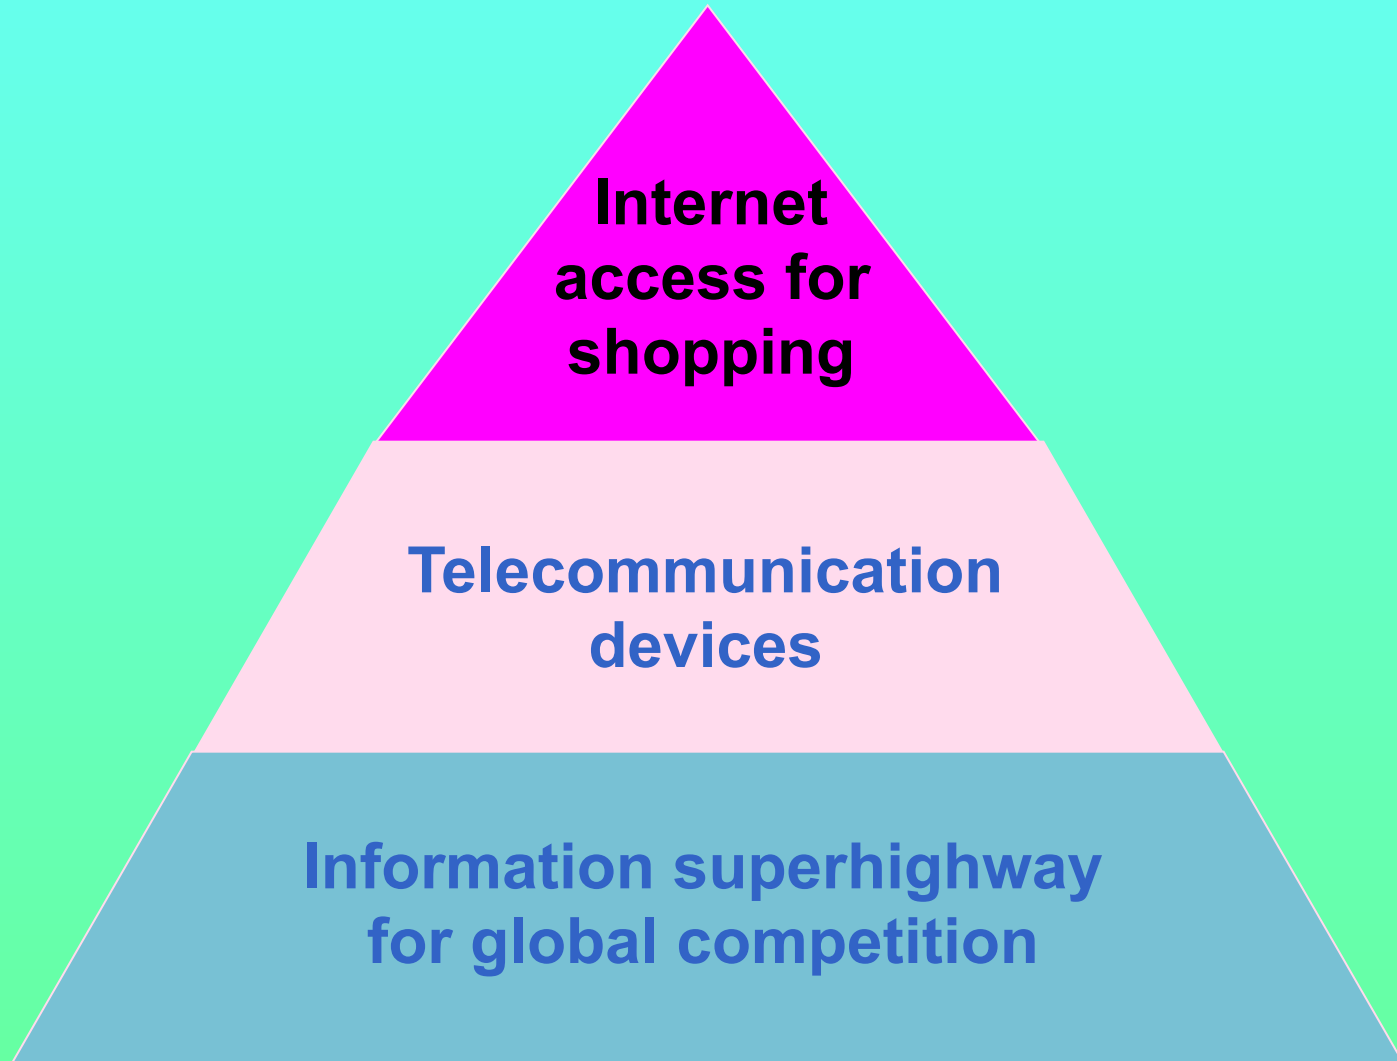 Internet
access for
shopping
Telecommunication
devices
Information superhighway
for global competition